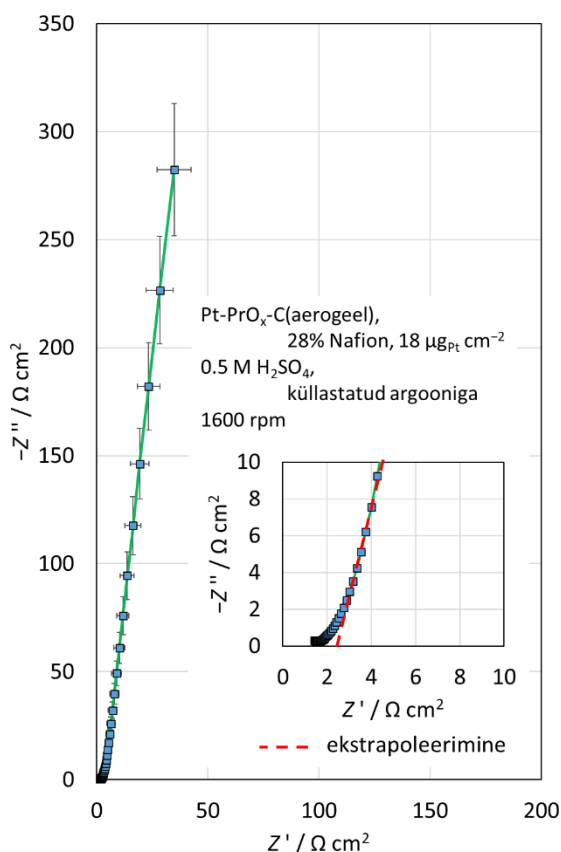 350
300
250
200
150
100
50
0
−Z'' / Ω cm²
Pt-PrOₓ-C(aerogeel),
28% Nafion, 18 µg_Pt cm⁻²
0.5 M H₂SO₄,
küllastatud argooniga
1600 rpm
10
8
6
4
2
0
−Z'' / Ω cm²
0 2 4 6 8 10
Z' / Ω cm²
ekstrapoleerimine
0 50 100 150 200
Z' / Ω cm²